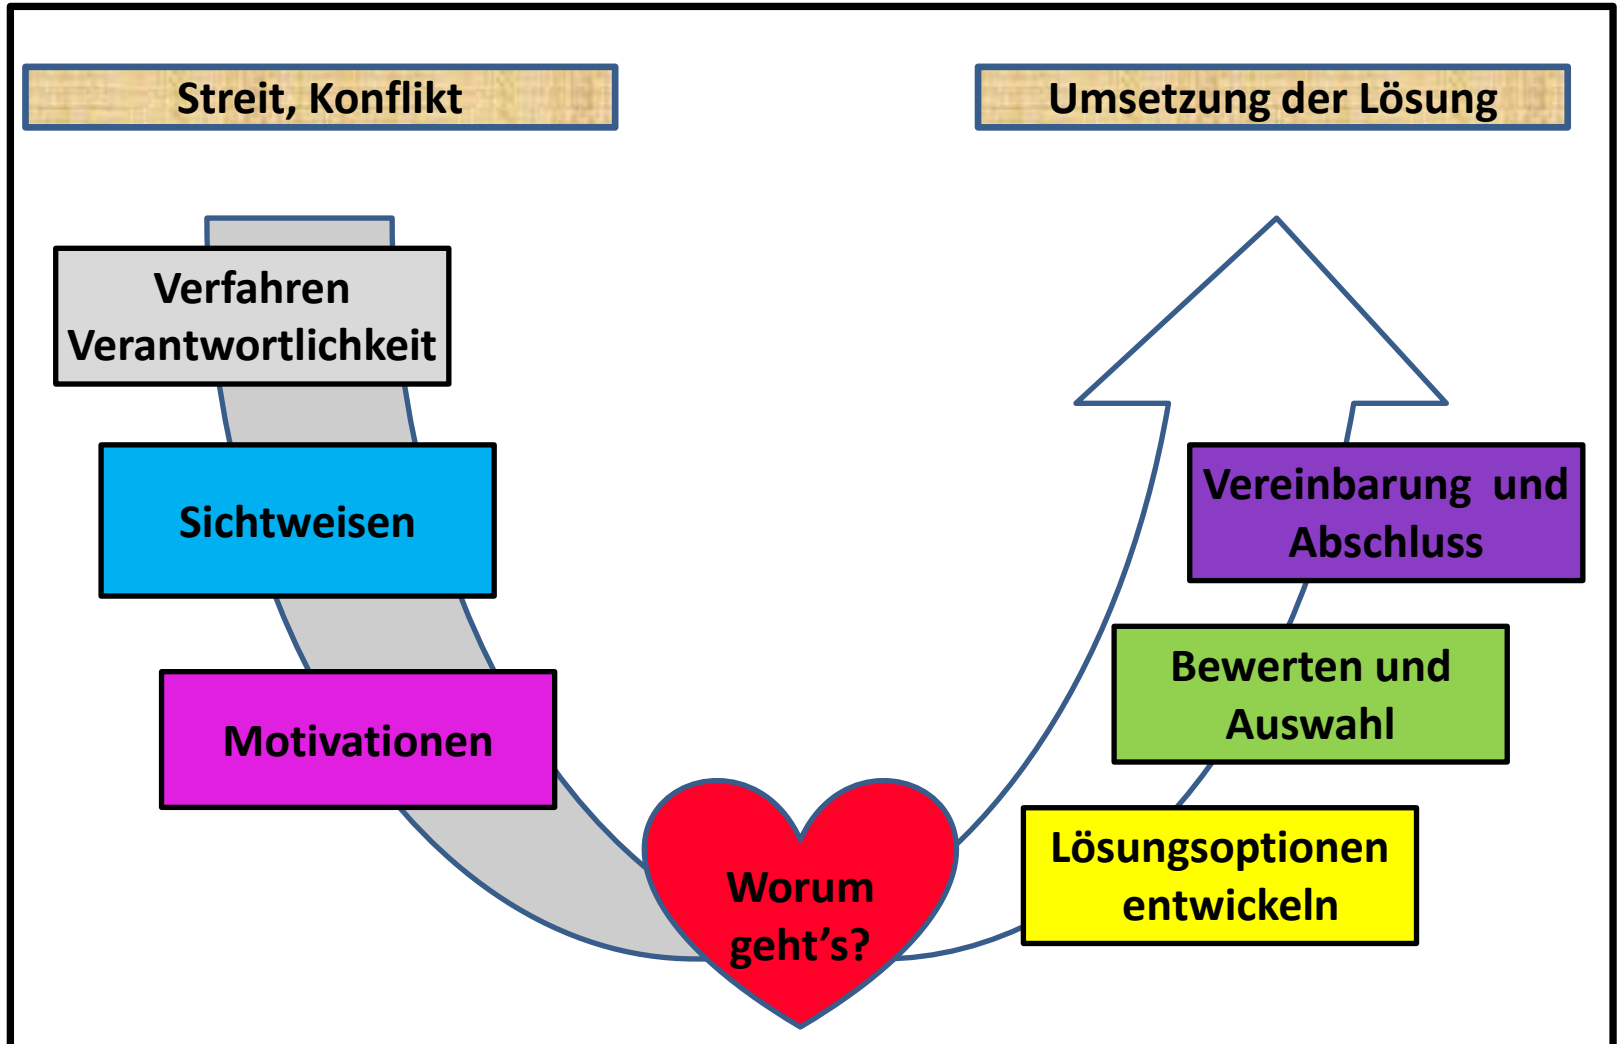 Streit, Konflikt
Umsetzung der Lösung
Verfahren
Verantwortlichkeit
Sichtweisen
Motivationen
Worum
geht’s?
Lösungsoptionen
entwickeln
Bewerten und
Auswahl
Vereinbarung und
Abschluss